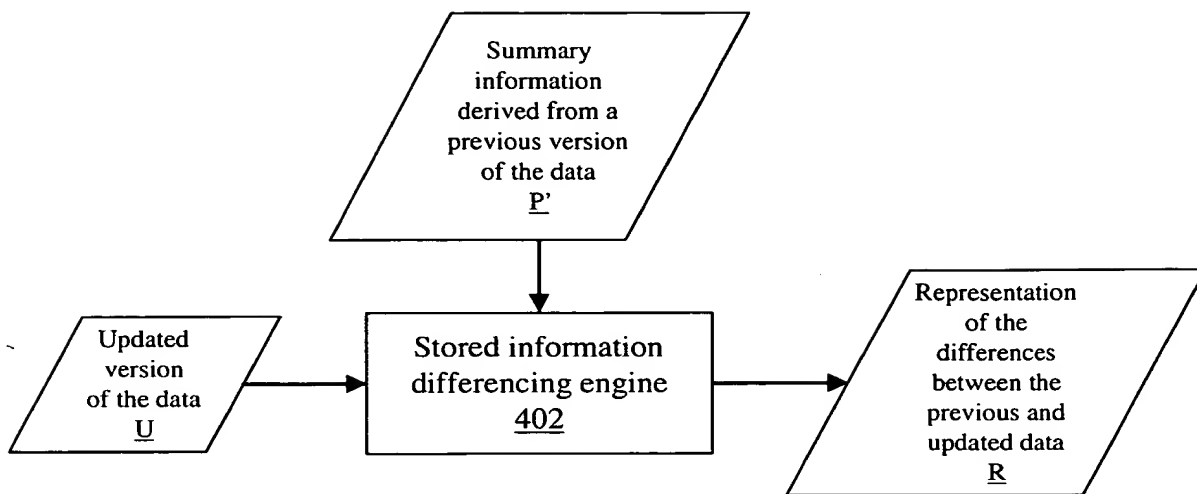 Summary
information
derived from a
previous version
of the data
P'
Updated
version
of the data
U
Stored information
differencing engine
402
Representation
of the
differences
between the
previous and
updated data
R